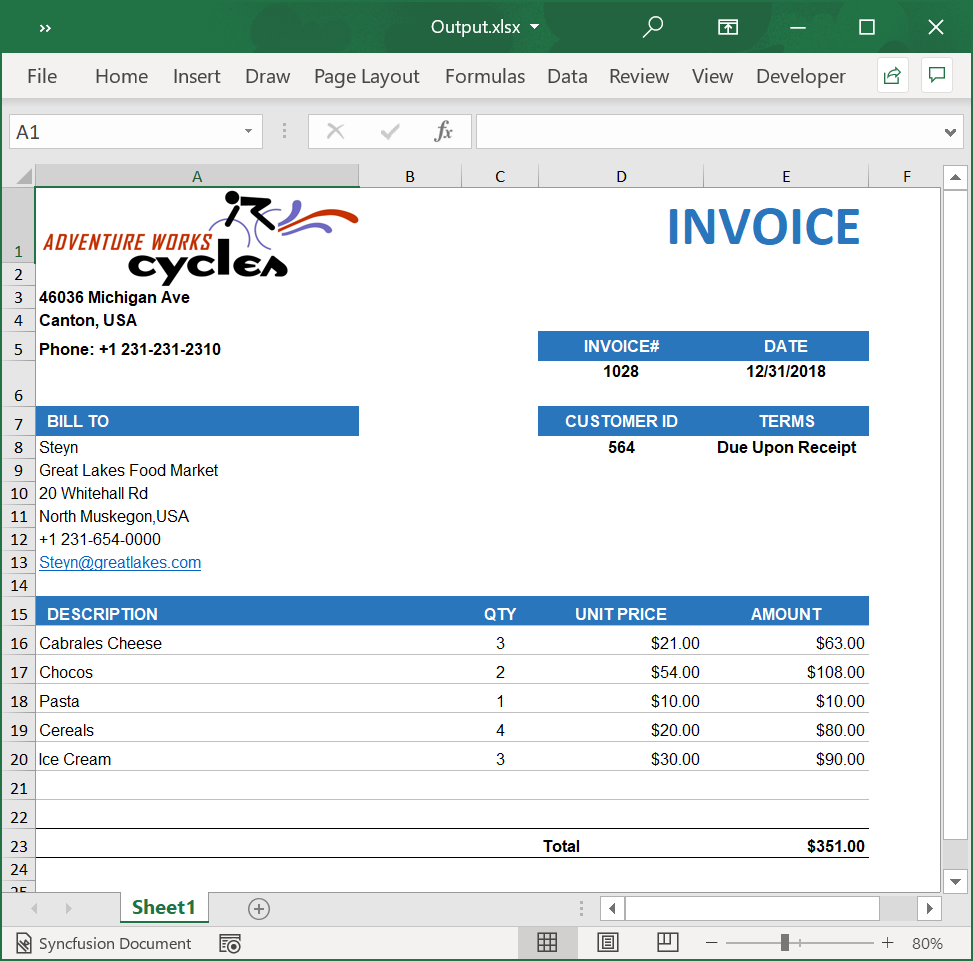 »
Output.xlsx
File Home Insert Draw Page Layout Formulas Data Review View Developer
A1 fx
A B C D E F
1 ADVENTURE WORKS cycles INVOICE
2
3 46036 Michigan Ave
4 Canton, USA
5 Phone: +1 231-231-2310 INVOICE# DATE
1028 12/31/2018
6
7 BILL TO CUSTOMER ID TERMS
8 Steyn 564 Due Upon Receipt
9 Great Lakes Food Market
10 20 Whitehall Rd
11 North Muskegon,USA
12 +1 231-654-0000
13 Steyn@greatlakes.com
14
15 DESCRIPTION QTY UNIT PRICE AMOUNT
16 Cabrales Cheese 3 $21.00 $63.00
17 Chocos 2 $54.00 $108.00
18 Pasta 1 $10.00 $10.00
19 Cereals 4 $20.00 $80.00
20 Ice Cream 3 $30.00 $90.00
21
22
23 Total $351.00
24
25
Sheet1
Syncfusion Document 80%